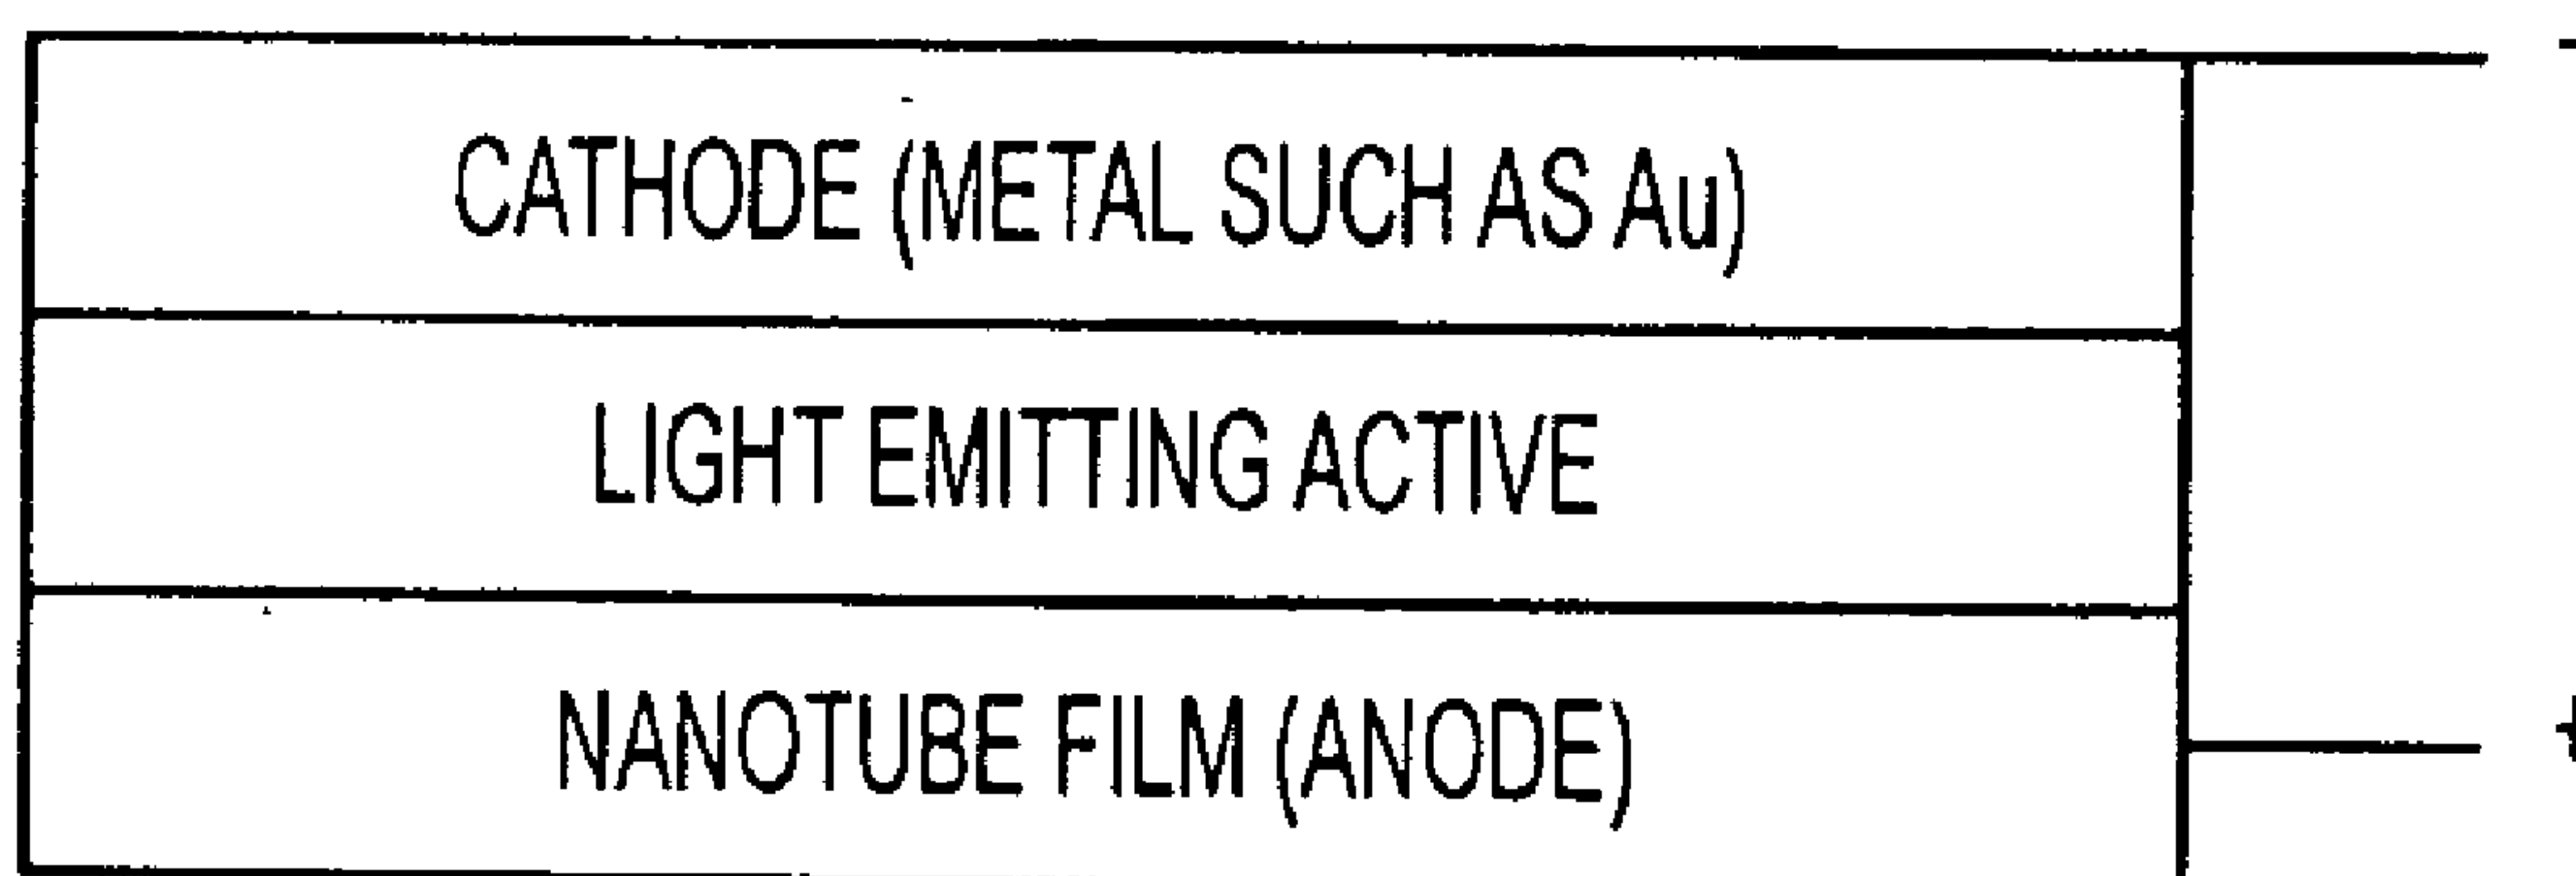 CATHODE (METAL SUCH AS Au)
LIGHT EMITTING ACTIVE
NANOTUBE FILM (ANODE)